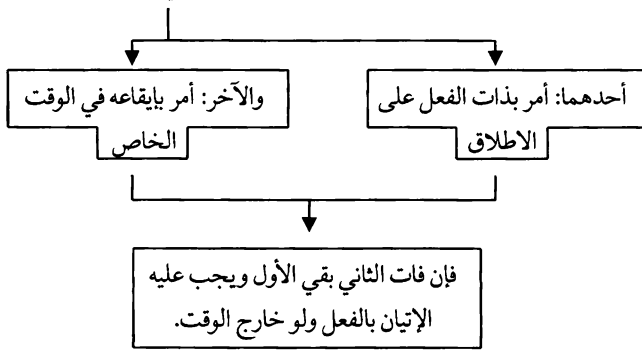 أحدهما: أمر بذات الفعل على
الاطلاق
والآخر: أمر بإيقاعه في الوقت
الخاص
فإن فات الثاني بقي الأول ويجب عليه
الإتيان بالفعل ولو خارج الوقت.